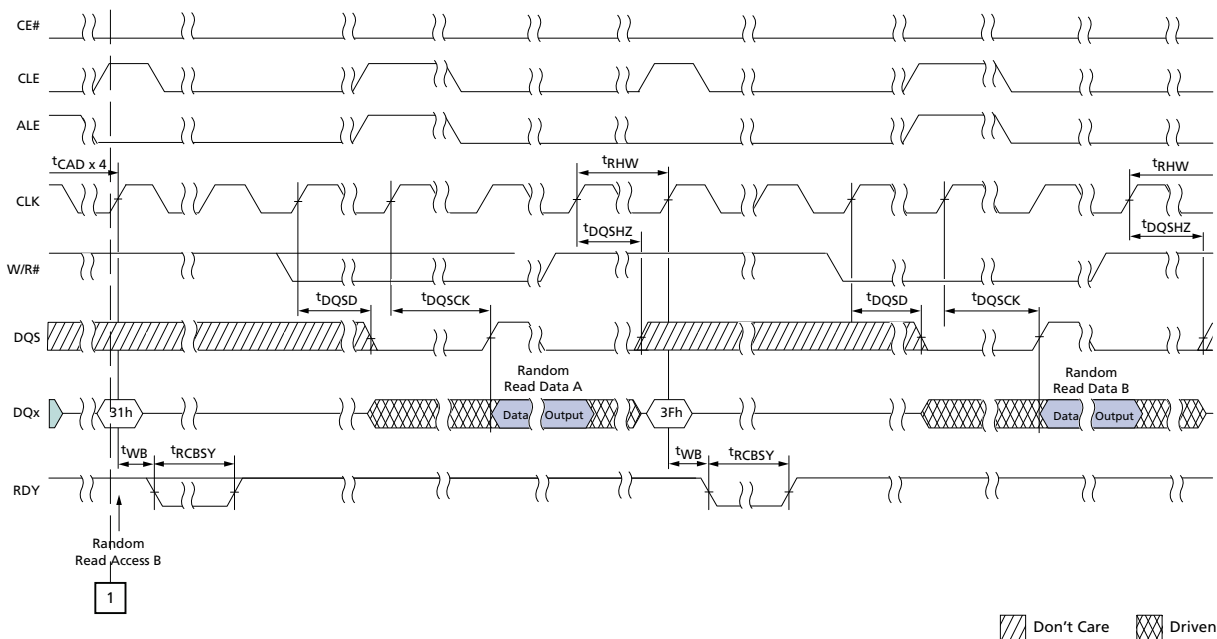 CE#
CLE
ALE
tCAD x 4
tRHW
tRHW
CLK
tDQSHZ
tDQSHZ
W/R#
tDQSD
tDQSCK
tDQSD
tDQSCK
DQS
Random
Read Data A
Random
Read Data B
DQx
31h
Data
Output
3Fh
Data
Output
tWB
tRCBSY
tWB
tRCBSY
RDY
Random
Read Access B
1
Don't Care
Driven